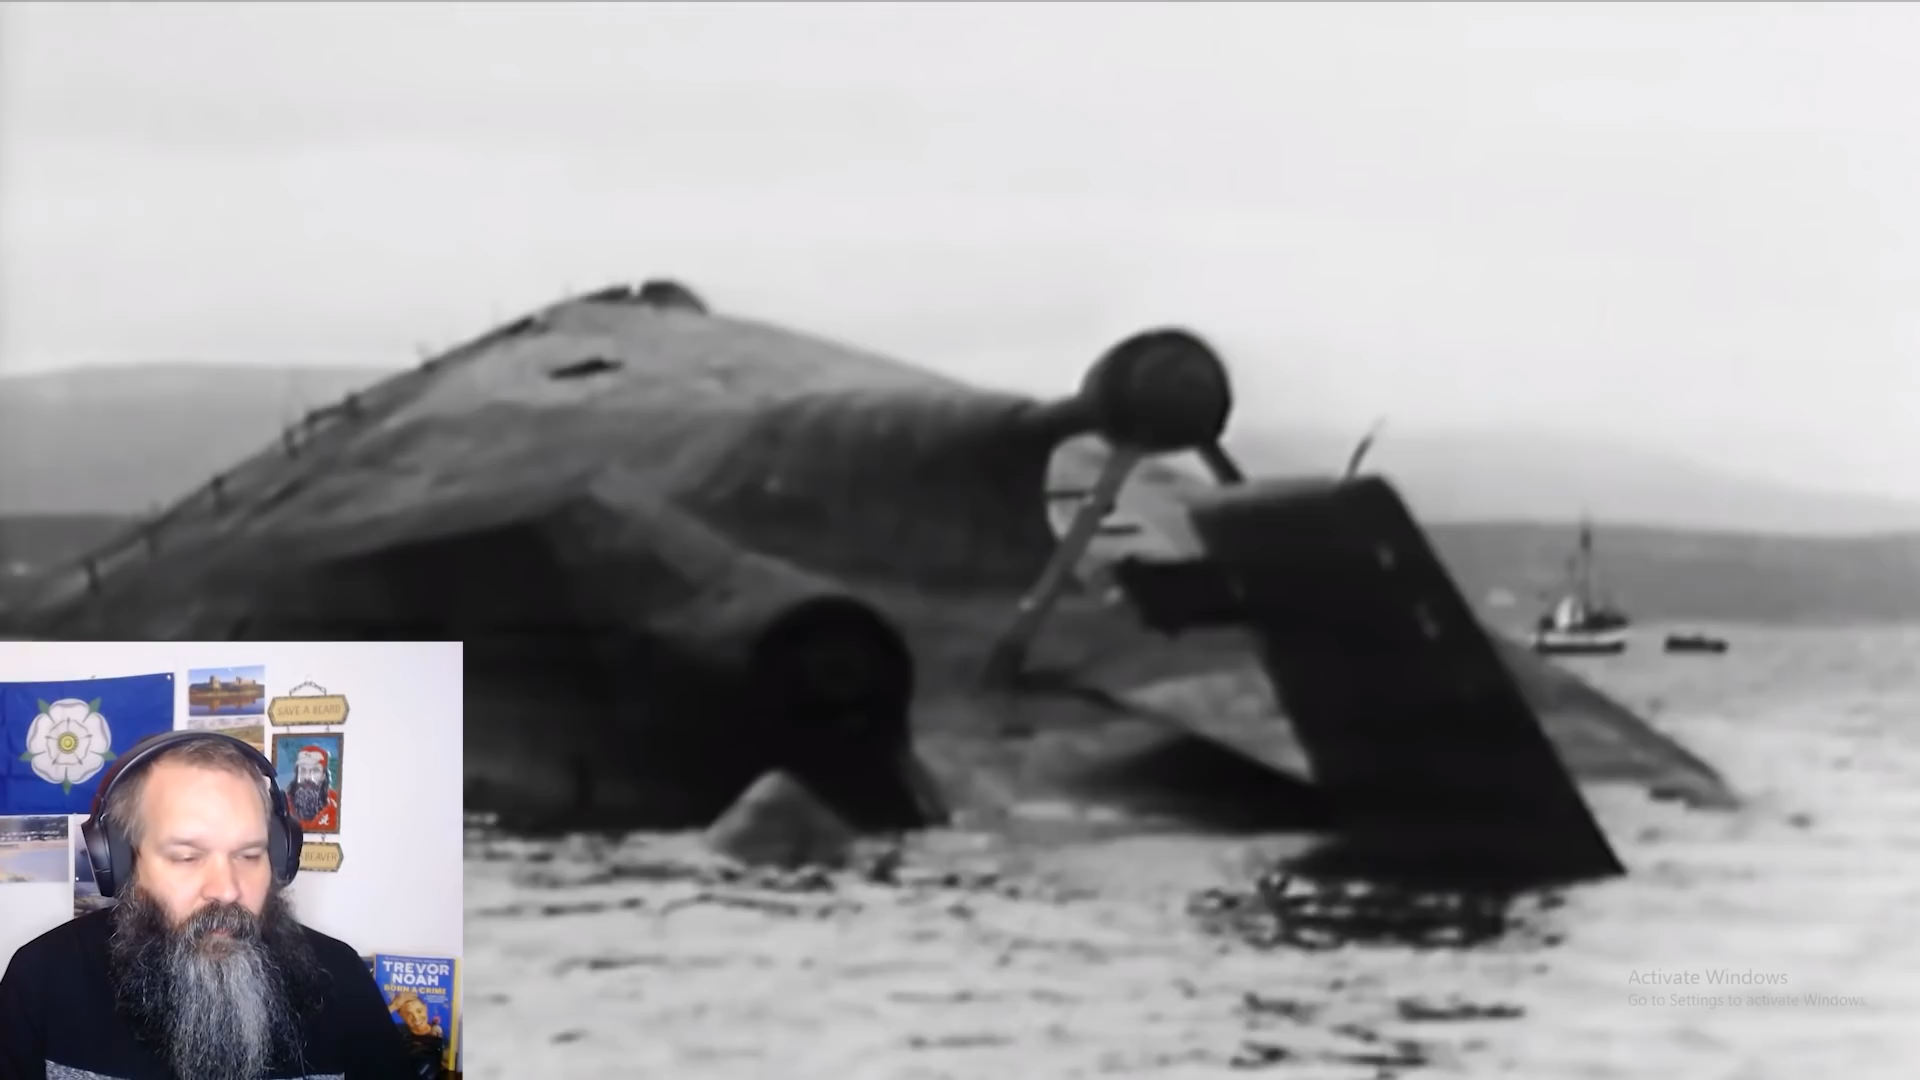 SAVE A BEARD
BEAVER
TREVOR
NOAH
BORN A CRIME
Activate Windows
Go to Settings to activate Windows.